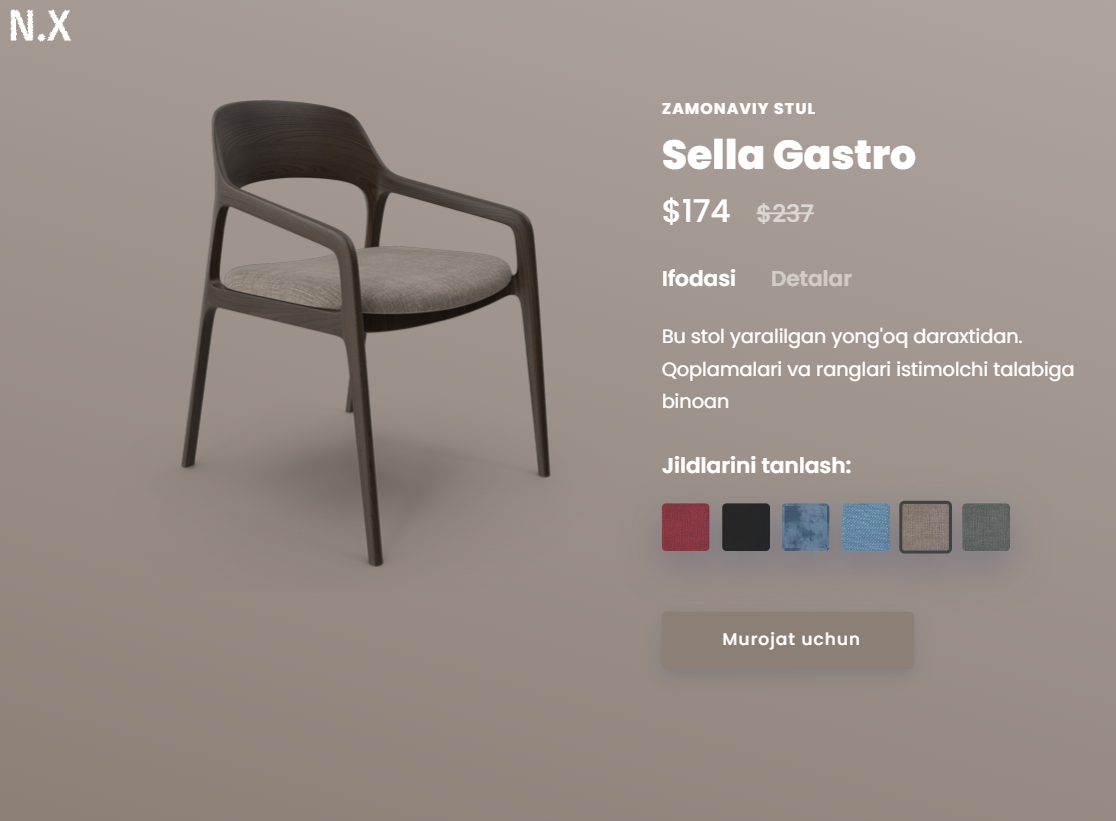 N.X
ZAMONAVIY STUL
Sella Gastro
$174 $237
Ifodasi Detalar
Bu stol yaralilgan yong'oq daraxtidan.
Qoplamalari va ranglari istimolchi talabiga
binoan
Jildlarini tanlash:
Murojat uchun